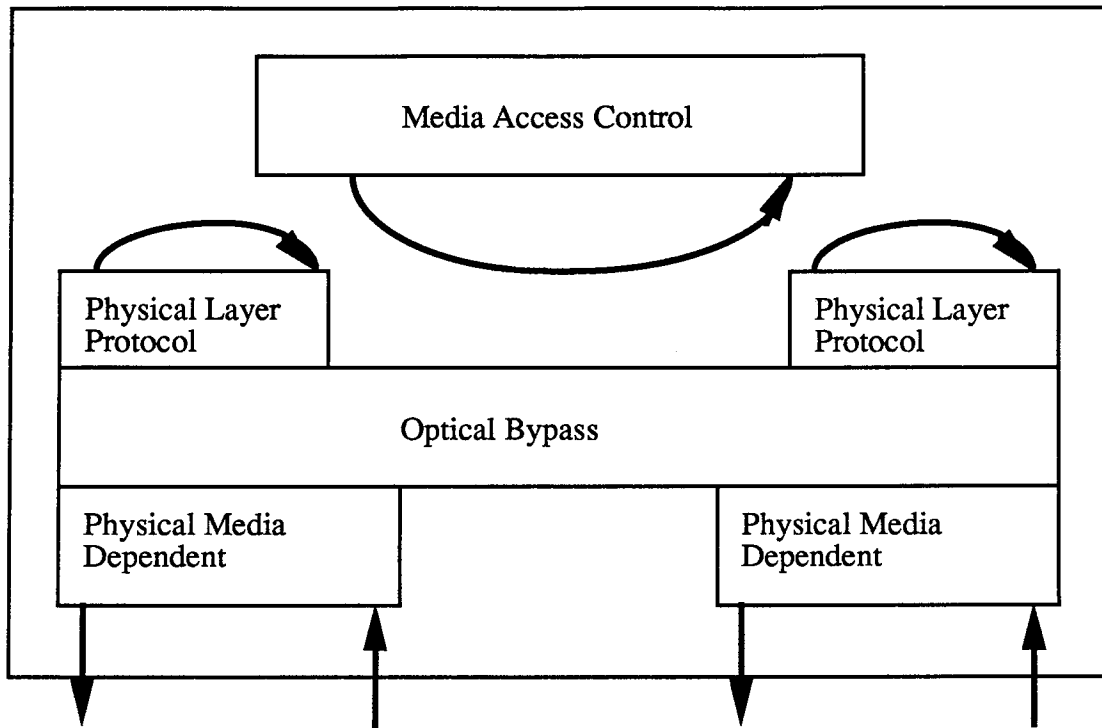 Media Access Control
Physical Layer
Protocol
Physical Layer
Protocol
Optical Bypass
Physical Media
Dependent
Physical Media
Dependent